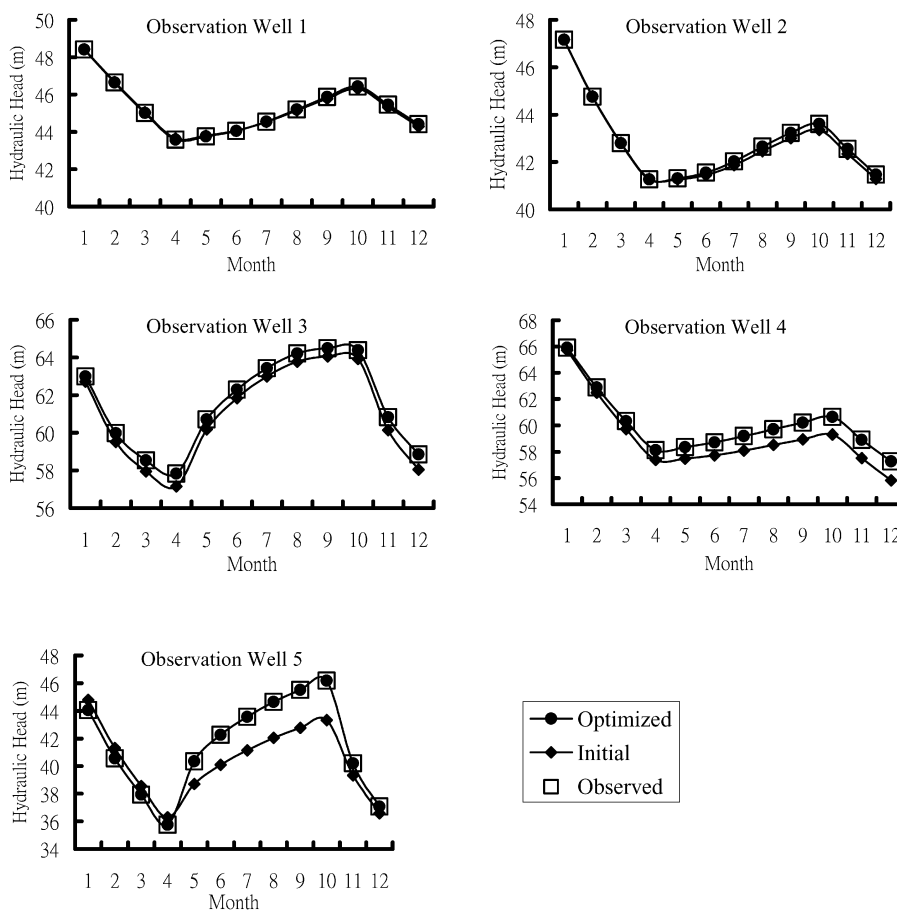 Observation Well 1
Hydraulic Head (m)
50
48
46
44
42
40
1 2 3 4 5 6 7 8 9 10 11 12
Month
Observation Well 2
Hydraulic Head (m)
48
46
44
42
40
1 2 3 4 5 6 7 8 9 10 11 12
Month
Observation Well 3
Hydraulic Head (m)
66
64
62
60
58
56
1 2 3 4 5 6 7 8 9 10 11 12
Month
Observation Well 4
Hydraulic Head (m)
68
66
64
62
60
58
56
54
1 2 3 4 5 6 7 8 9 10 11 12
Month
Observation Well 5
Hydraulic Head (m)
48
46
44
42
40
38
36
34
1 2 3 4 5 6 7 8 9 10 11 12
Month
Optimized
Initial
Observed